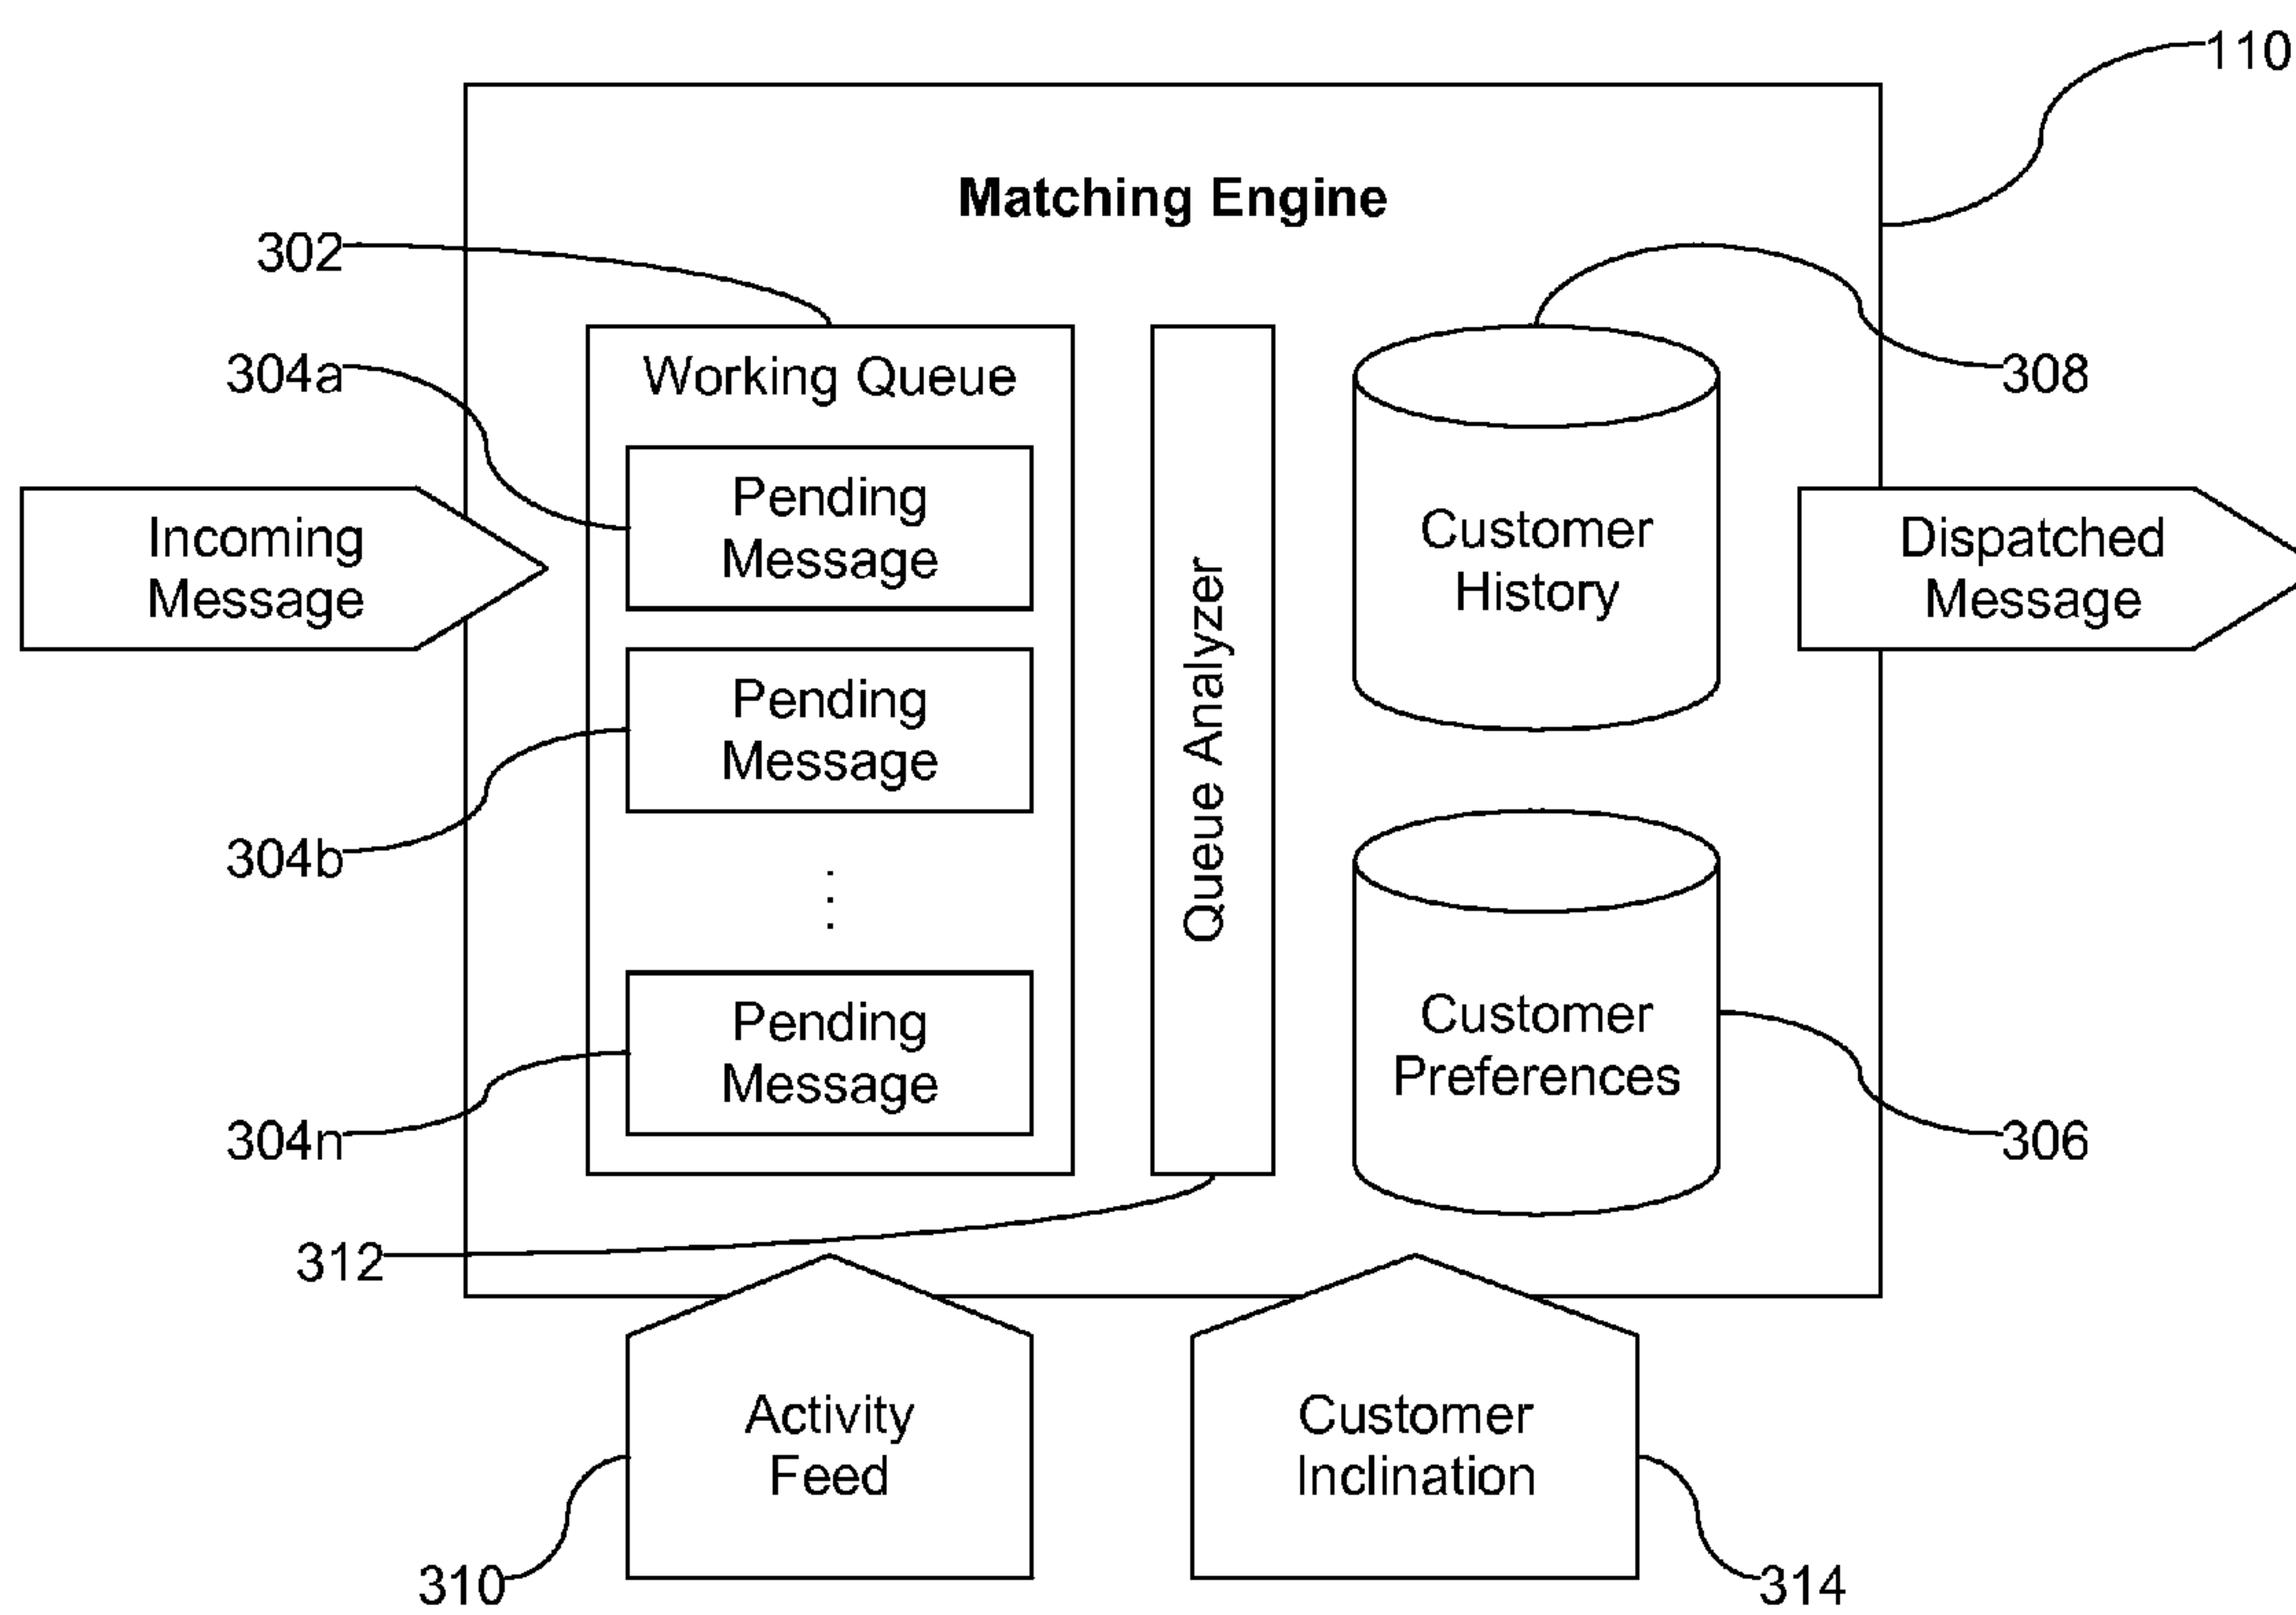 110
Matching Engine
302
304a
Working Queue
308
Pending
Message
Incoming
Message
Customer
History
Dispatched
Message
Pending
Message
304b
Queue Analyzer
:
Customer
Preferences
Pending
Message
304n
306
312
Activity
Feed
Customer
Inclination
310
314